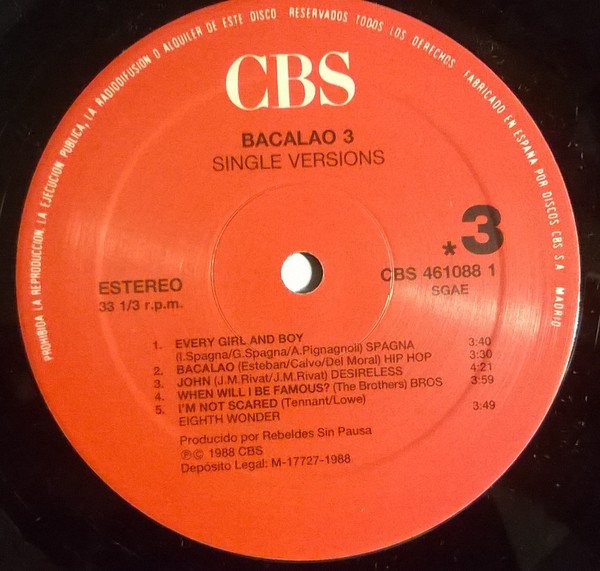 PROHIBIDA LA REPRODUCCION, LA EJECUCION PUBLICA, LA RADIODIFUSION O ALQUILER DE ESTE DISCO RESERVADOS TODOS LOS DERECHOS FABRICADO EN ESPAÑA POR DISCOS CBS S.A. MADRID
CBS
BACALAO 3
SINGLE VERSIONS
*3
ESTEREO
CBS 461088 1
33 1/3 r.p.m.
SGAE
1. EVERY GIRL AND BOY
(I.Spagna/G.Spagna/A.Pignagnoli) SPAGNA 3:40
2. BACALAO (Esteban/Calvo/Del Moral) HIP HOP 3:30
3. JOHN (J.M.Rivat/J.M.Rivat) DESIRELESS 4:21
4. WHEN WILL I BE FAMOUS? (The Brothers) BROS 3:59
5. I'M NOT SCARED (Tennant/Lowe)
EIGHTH WONDER 3:49
Producido por Rebeldes Sin Pausa
℗© 1988 CBS
Depósito Legal: M-17727-1988